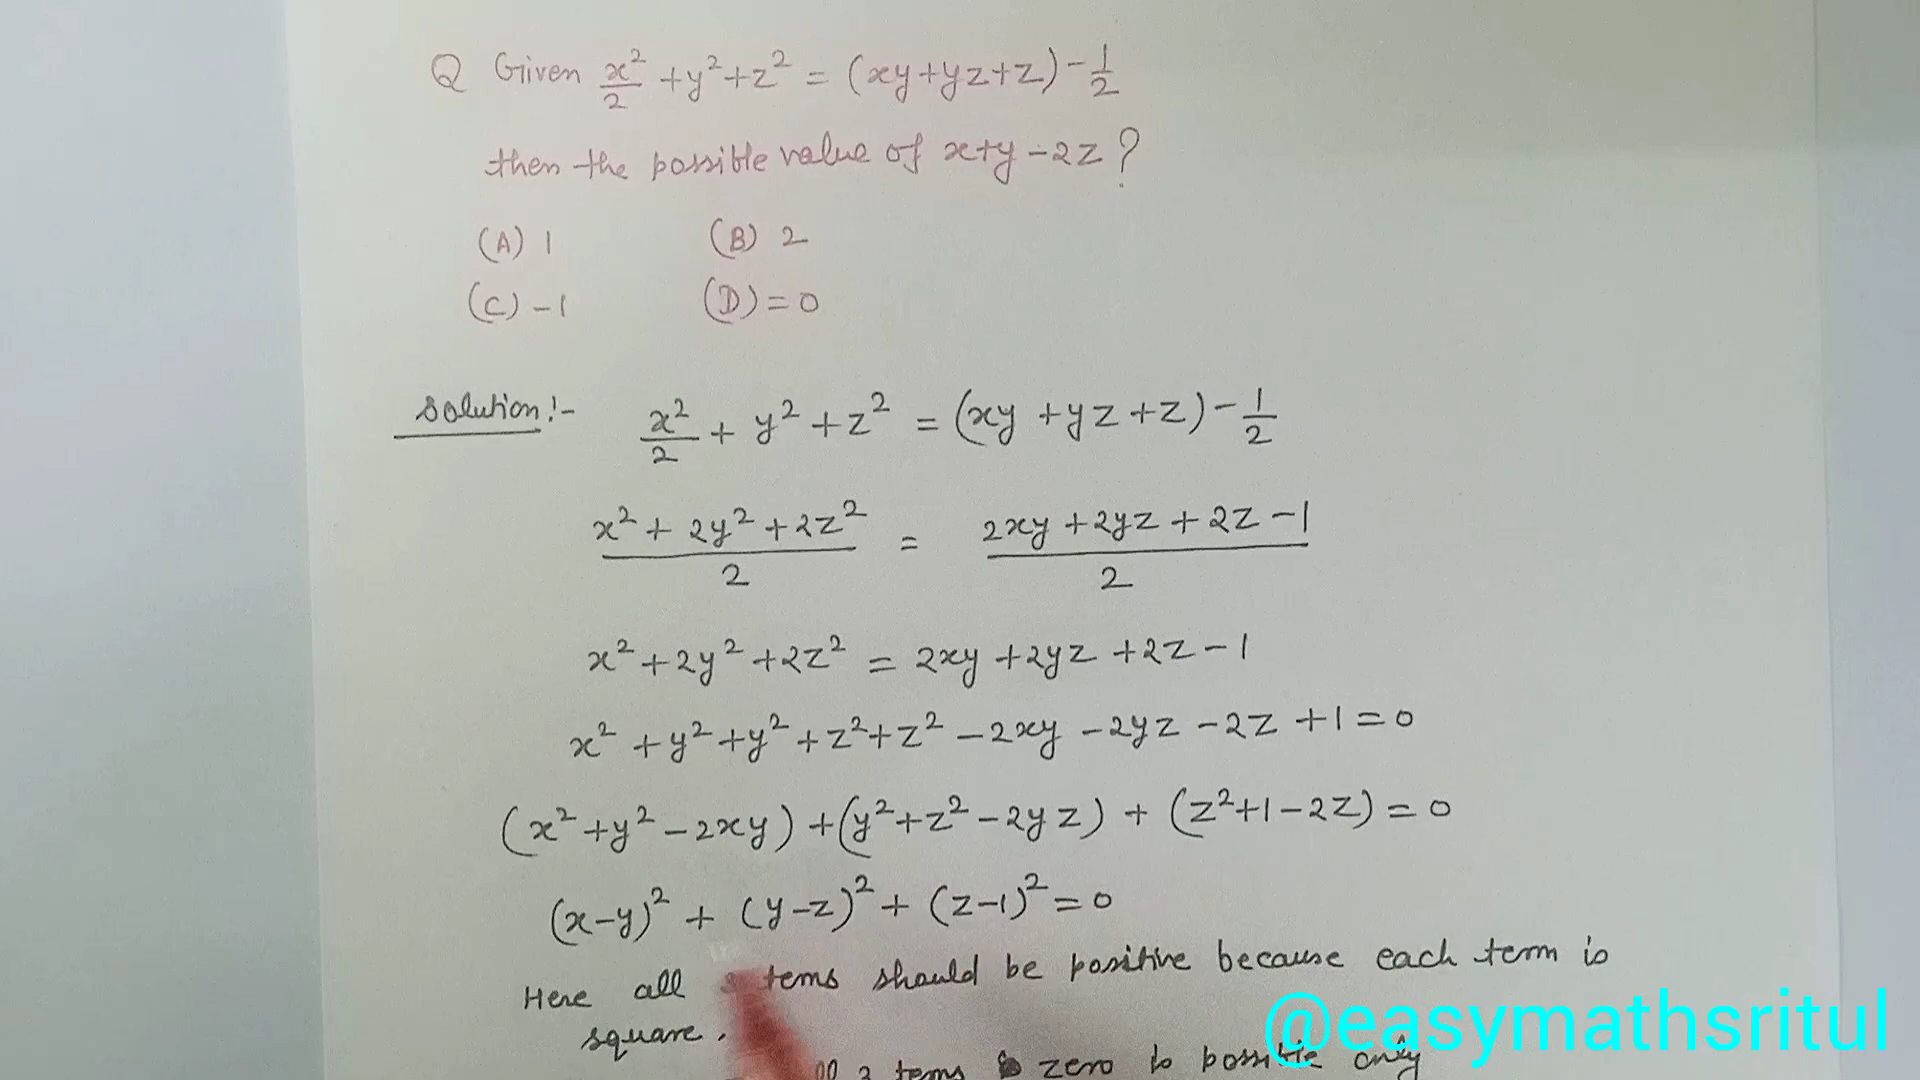 Q Given x²/2 + y² + z² = (xy + yz + z) - 1/2
then the possible value of x+y-2z?
(A) 1 (B) 2
(C) -1 (D) = 0
Solution:- x²/2 + y² + z² = (xy + yz + z) - 1/2
(x² + 2y² + 2z²)/2 = (2xy + 2yz + 2z - 1)/2
x² + 2y² + 2z² = 2xy + 2yz + 2z - 1
x² + y² + y² + z² + z² - 2xy - 2yz - 2z + 1 = 0
(x² + y² - 2xy) + (y² + z² - 2yz) + (z² + 1 - 2z) = 0
(x-y)² + (y-z)² + (z-1)² = 0
Here all tems should be positive because each term is
square.
3 tems zero is possible only
@easymathsritul